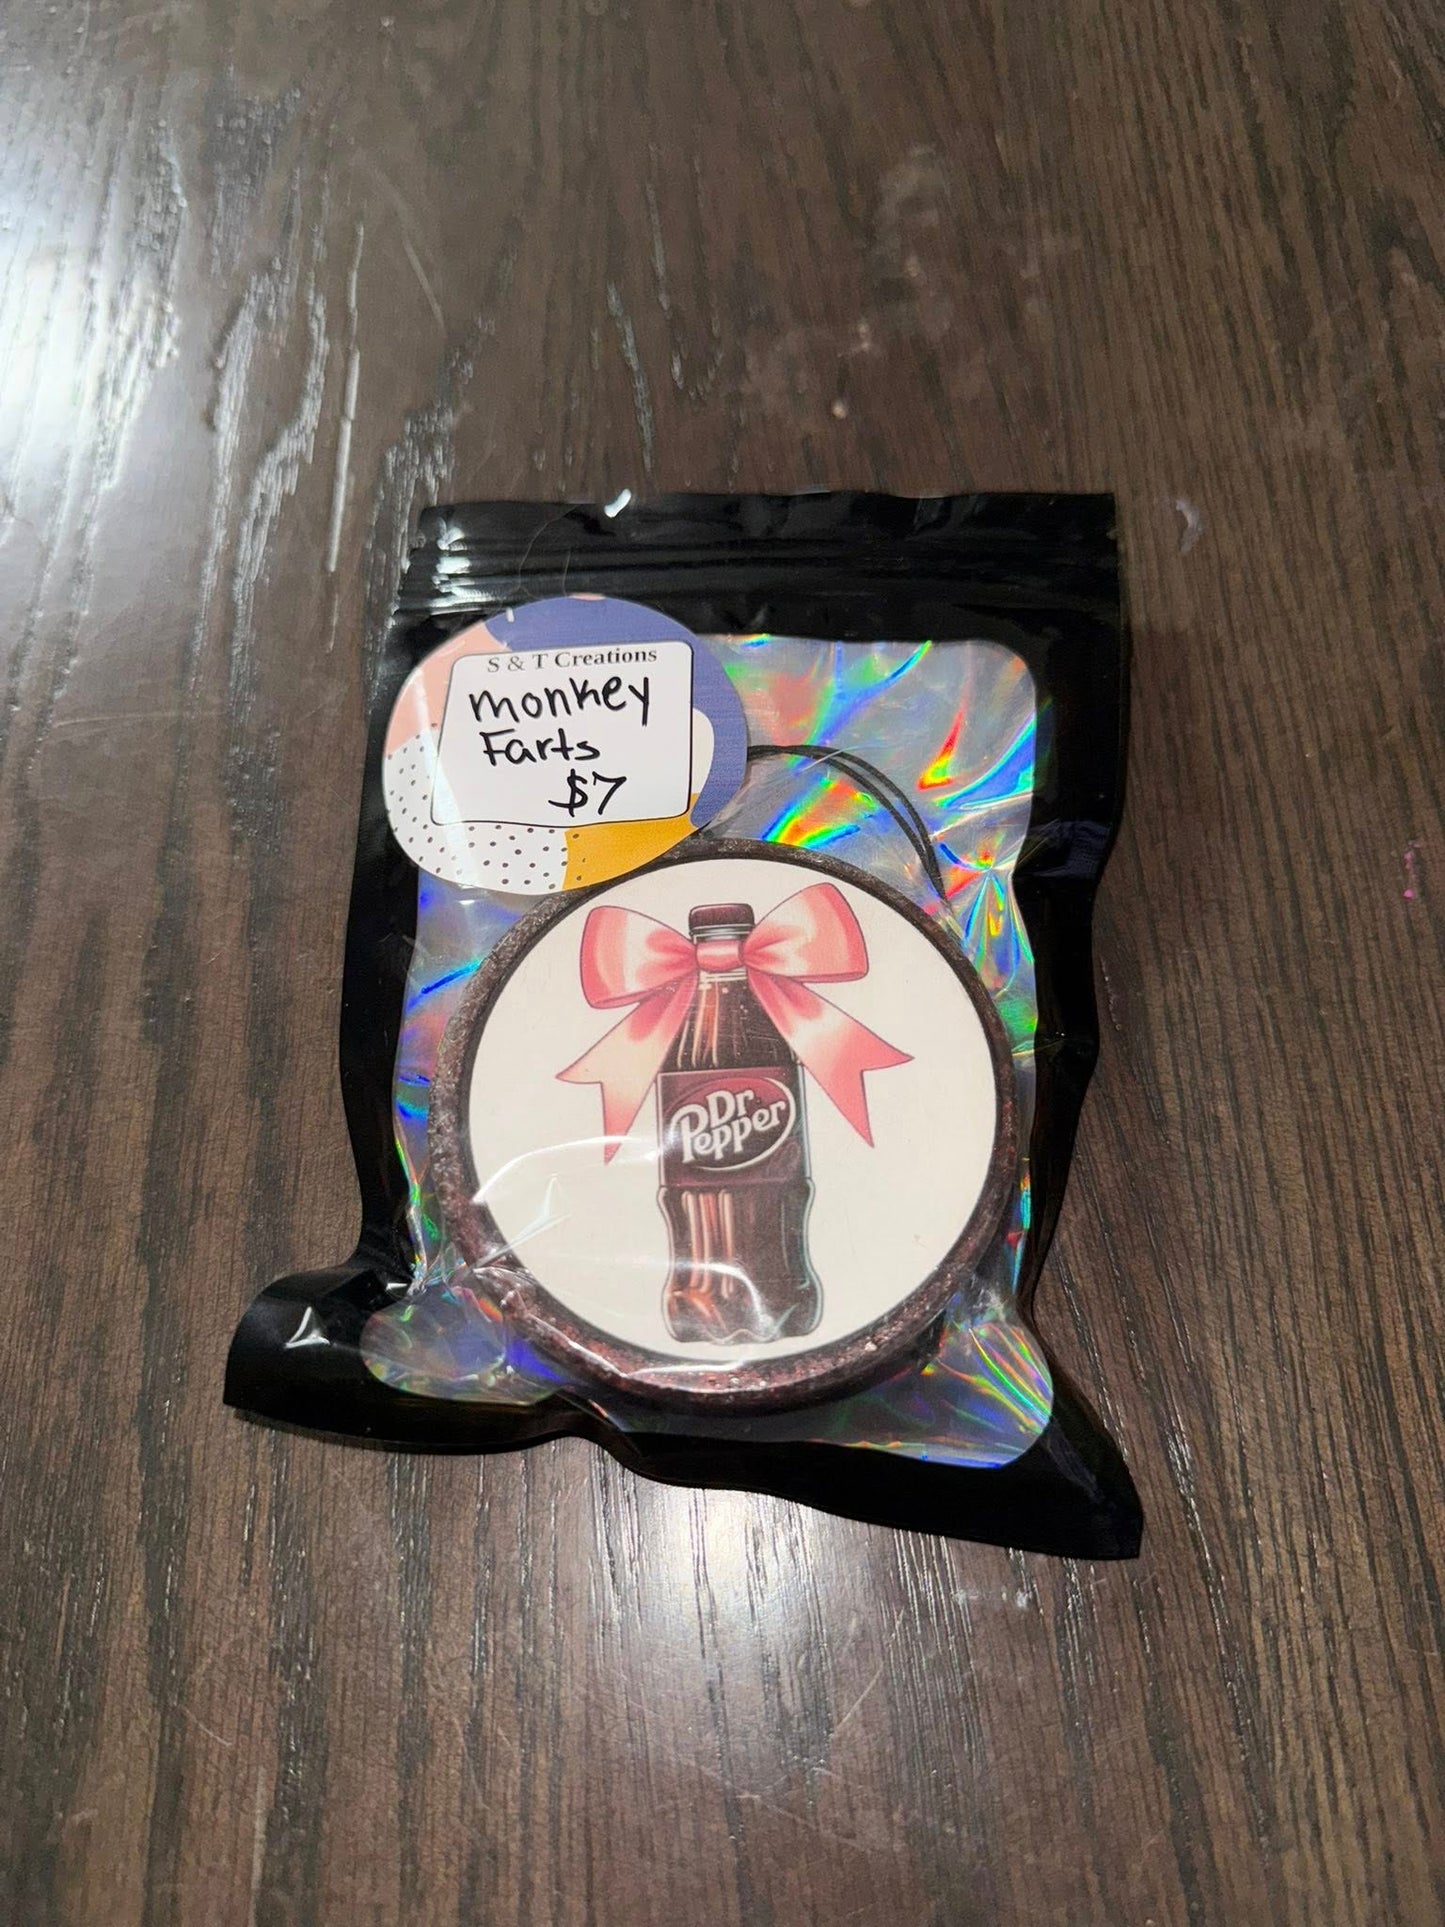 S & T Creations
monkey
Farts
$7
Dr
Pepper